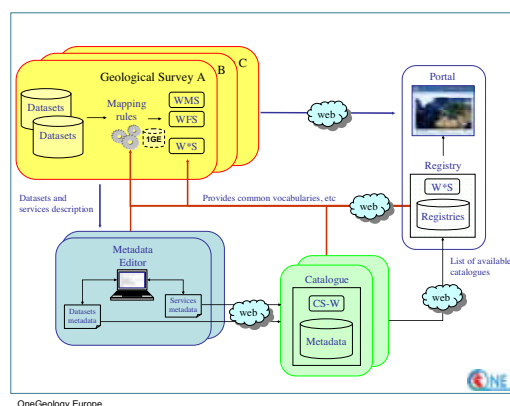 C
B
Geological Survey A
Datasets
Datasets
Mapping
rules
1GE
WMS
WFS
W*S
web
Portal
Registry
W*S
Registries
Datasets and
services description
Provides common vocabularies, etc
web
List of available
catalogues
Metadata
Editor
Datasets
metadata
Services
metadata
web
Catalogue
CS-W
Metadata
web
NE
OneGeology Europe